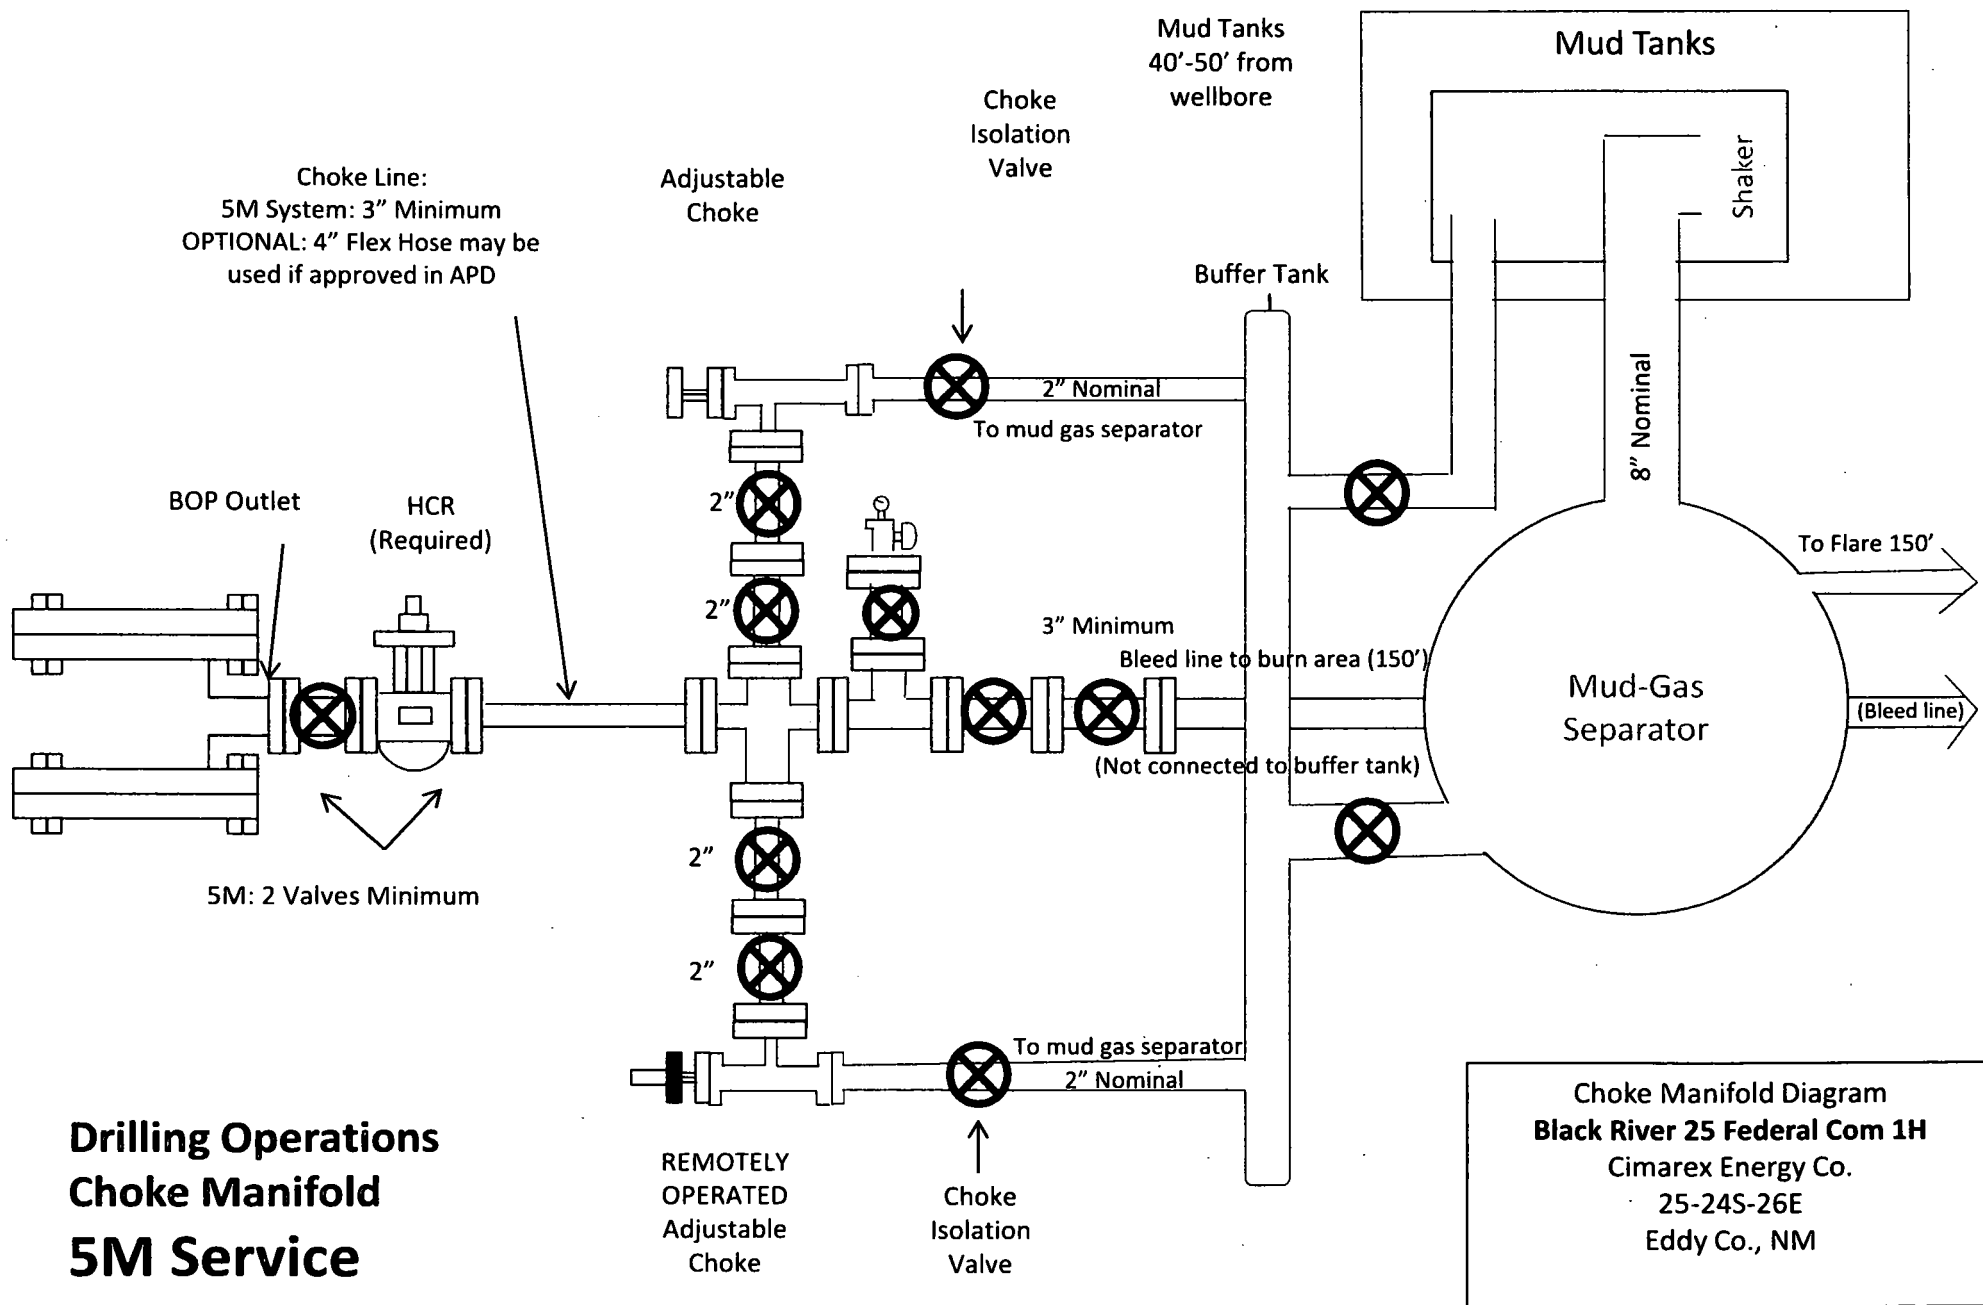 Mud Tanks
40'-50' from
wellbore
Mud Tanks
Choke
Isolation
Valve
Shaker
Choke Line:
5M System: 3" Minimum
OPTIONAL: 4" Flex Hose may be
used if approved in APD
Adjustable
Choke
Buffer Tank
2" Nominal
To mud gas separator
8" Nominal
BOP Outlet
HCR
(Required)
2"
2"
To Flare 150'
3" Minimum
Bleed line to burn area (150')
Mud-Gas
Separator
(Bleed line)
(Not connected to buffer tank)
5M: 2 Valves Minimum
2"
2"
To mud gas separator
2" Nominal
REMOTELY
OPERATED
Adjustable
Choke
Choke
Isolation
Valve
Drilling Operations
Choke Manifold
5M Service
Choke Manifold Diagram
Black River 25 Federal Com 1H
Cimarex Energy Co.
25-24S-26E
Eddy Co., NM